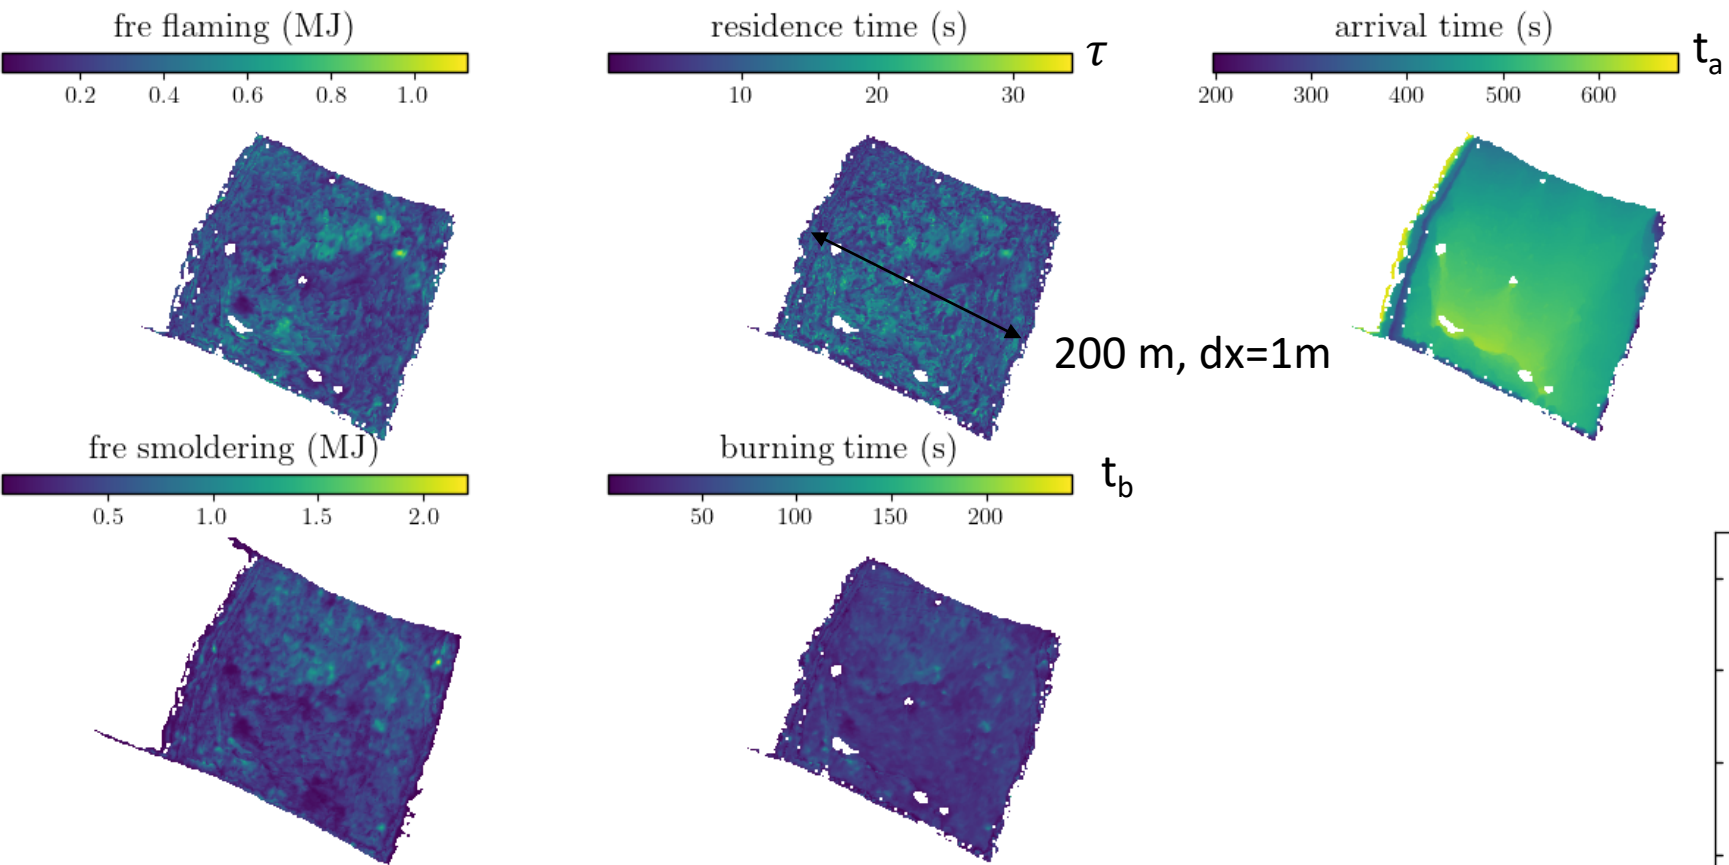 fre flaming (MJ)
0.2 0.4 0.6 0.8 1.0
residence time (s)
τ
10 20 30
arrival time (s)
tₐ
200 300 400 500 600
200 m, dx=1m
fre smoldering (MJ)
0.5 1.0 1.5 2.0
burning time (s)
t_b
50 100 150 200